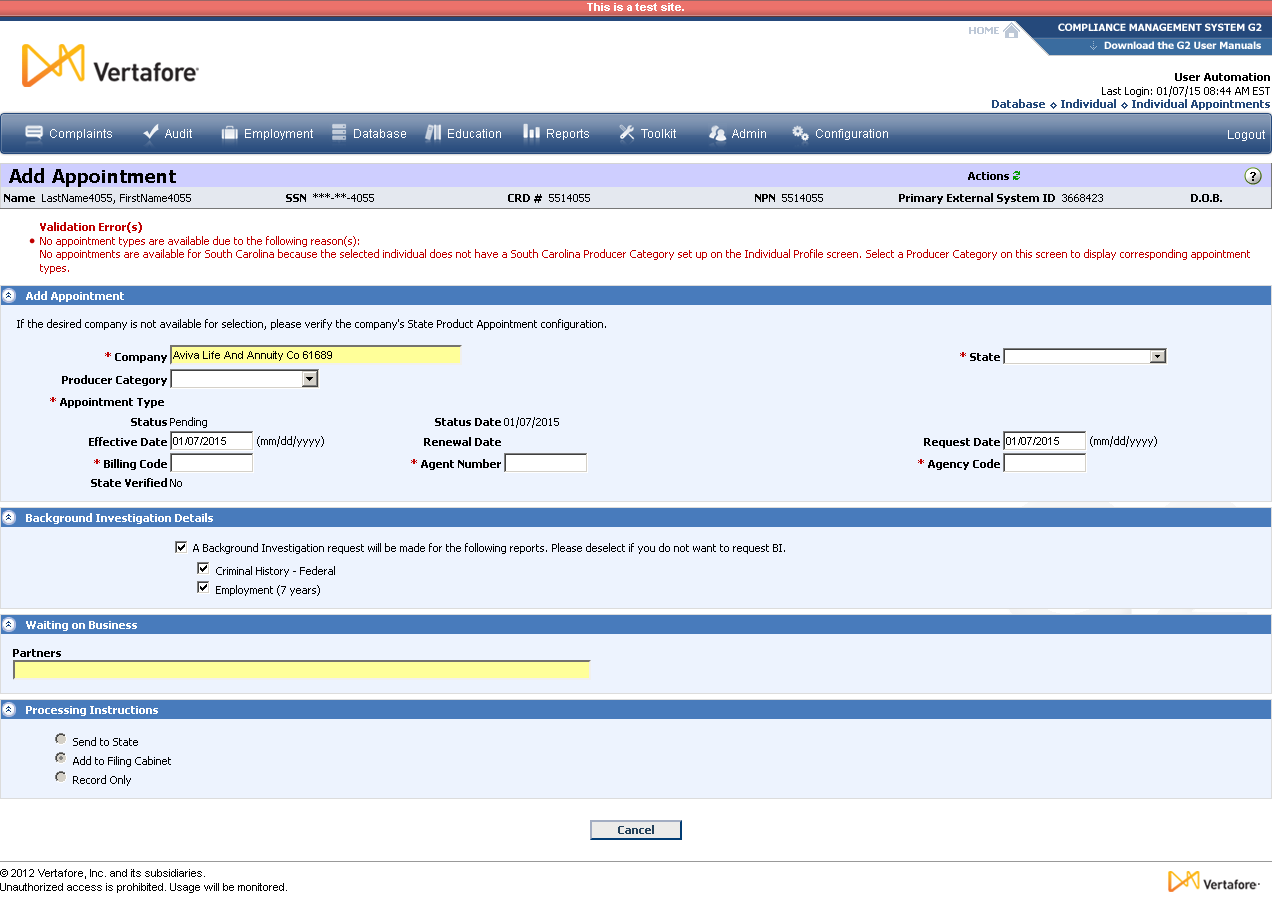 This is a test site.
HOME
COMPLIANCE MANAGEMENT SYSTEM G2
Download the G2 User Manuals
Vertafore
User Automation
Last Login: 01/07/15 08:44 AM EST
Database ◇ Individual ◇ Individual Appointments
Complaints Audit Employment Database Education Reports Toolkit Admin Configuration Logout
Add Appointment Actions ?
Name LastName4055, FirstName4055 SSN ***-**-4055 CRD # 5514055 NPN 5514055 Primary External System ID 3668423 D.O.B.
Validation Error(s)
• No appointment types are available due to the following reason(s):
No appointments are available for South Carolina because the selected individual does not have a South Carolina Producer Category set up on the Individual Profile screen. Select a Producer Category on this screen to display corresponding appointment
types.
Add Appointment
If the desired company is not available for selection, please verify the company's State Product Appointment configuration.
* Company Aviva Life And Annuity Co 61689 * State
Producer Category
* Appointment Type
Status Pending Status Date 01/07/2015
Effective Date 01/07/2015 (mm/dd/yyyy) Renewal Date Request Date 01/07/2015 (mm/dd/yyyy)
* Billing Code * Agent Number * Agency Code
State Verified No
Background Investigation Details
A Background Investigation request will be made for the following reports. Please deselect if you do not want to request BI.
Criminal History - Federal
Employment (7 years)
Waiting on Business
Partners
Processing Instructions
Send to State
Add to Filing Cabinet
Record Only
Cancel
© 2012 Vertafore, Inc. and its subsidiaries.
Unauthorized access is prohibited. Usage will be monitored.
Vertafore